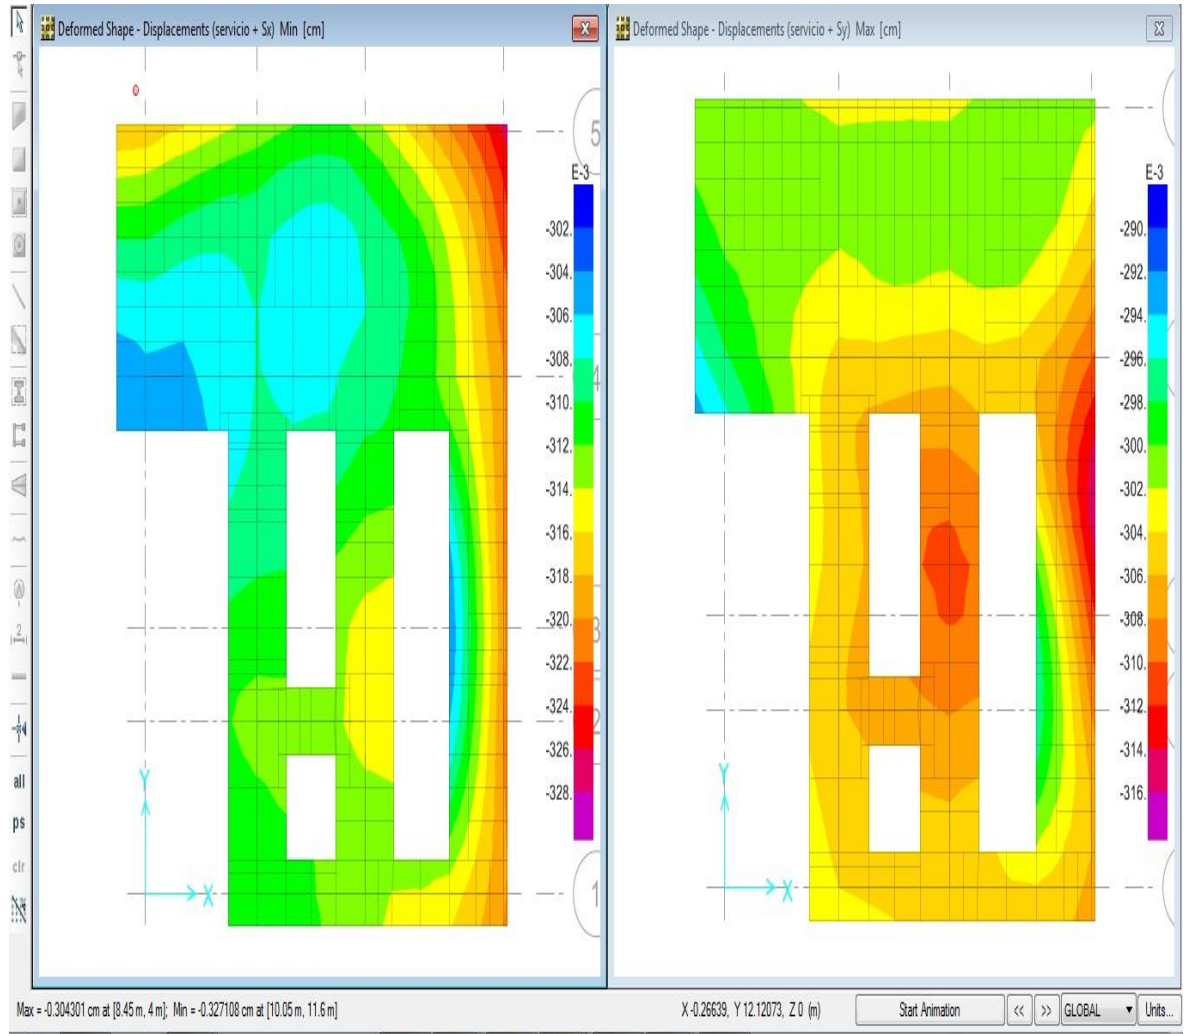 Deformed Shape - Displacements (servicio + Sx) Min [cm]
5
E-3
-302.
-304.
-306.
-308.
4
-310.
-312.
-314.
-316.
-318.
-320.
3
-322.
-324.
2
-326.
-328.
1
Y
X
Deformed Shape - Displacements (servicio + Sy) Max [cm]
E-3
-290.
-292.
-294.
-296.
-298.
-300.
-302.
-304.
-306.
-308.
-310.
-312.
-314.
-316.
Y
X
all
ps
clr
Max = -0.304301 cm at [8.45 m, 4 m]; Min = -0.327108 cm at [10.05 m, 11.6 m]
X -0.26639, Y 12.12073, Z 0 (m)
Start Animation
<<
>>
GLOBAL
Units...